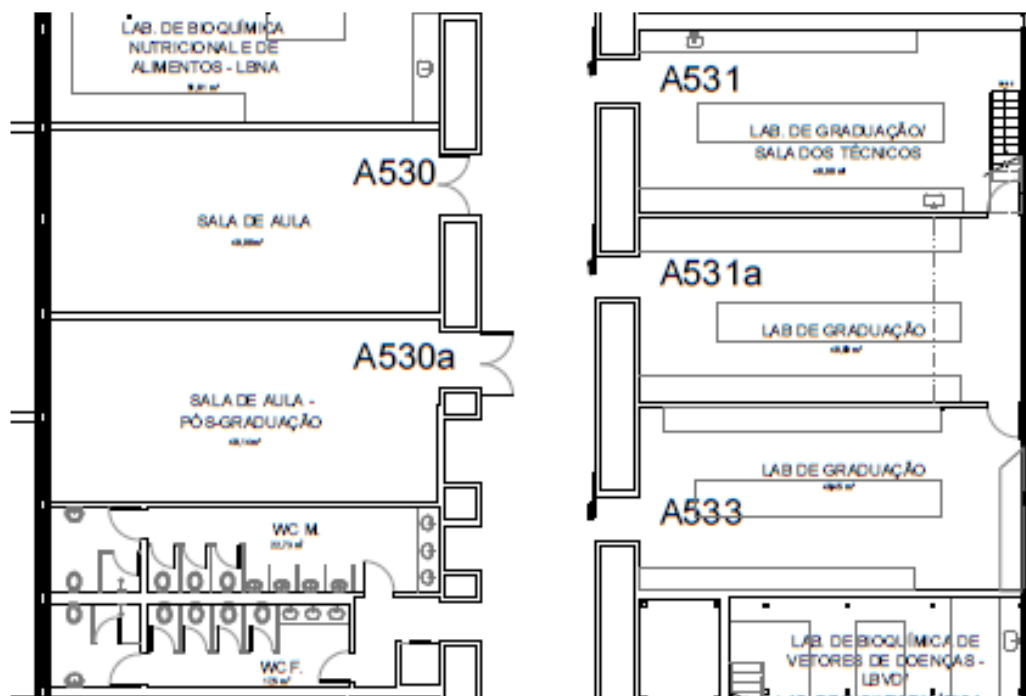 LAB. DE BIOQUÍMICA
NUTRICIONAL E DE
ALIMENTOS - LBNA
A530
SALA DE AULA
A530a
SALA DE AULA -
PÓS-GRADUAÇÃO
WC M.
WC F.
A531
LAB. DE GRADUAÇÃO/
SALA DOS TÉCNICOS
A531a
LAB DE GRADUAÇÃO
LAB DE GRADUAÇÃO
A533
LAB. DE BIOQUÍMICA DE
VETORES DE DOENÇAS -
LBVD/